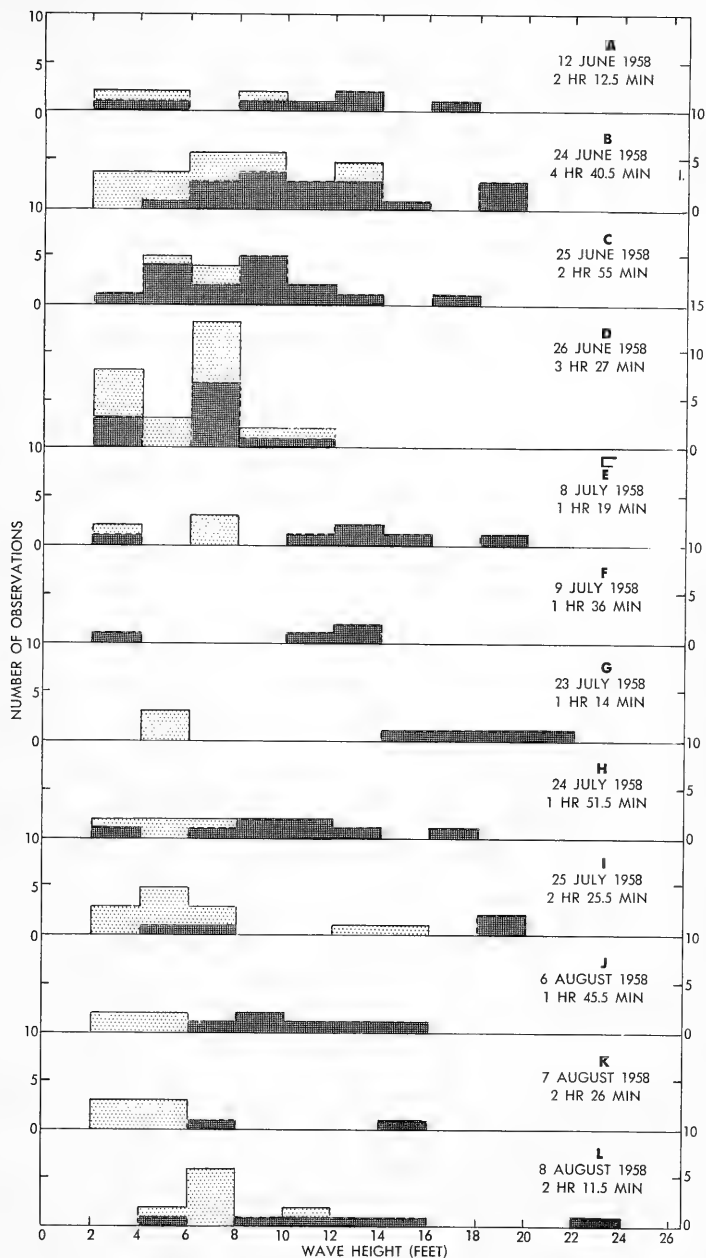 10
5
0
A
12 JUNE 1958
2 HR 12.5 MIN
10
B
24 JUNE 1958
4 HR 40.5 MIN
5
0
10
C
25 JUNE 1958
2 HR 55 MIN
5
0
15
D
26 JUNE 1958
3 HR 27 MIN
10
5
0
10
E
8 JULY 1958
1 HR 19 MIN
5
0
10
F
9 JULY 1958
1 HR 36 MIN
5
0
10
G
23 JULY 1958
1 HR 14 MIN
5
0
10
H
24 JULY 1958
1 HR 51.5 MIN
5
0
10
I
25 JULY 1958
2 HR 25.5 MIN
5
0
10
J
6 AUGUST 1958
1 HR 45.5 MIN
5
0
10
K
7 AUGUST 1958
2 HR 26 MIN
5
0
10
L
8 AUGUST 1958
2 HR 11.5 MIN
5
0
NUMBER OF OBSERVATIONS
0 2 4 6 8 10 12 14 16 18 20 22 24 26
WAVE HEIGHT (FEET)